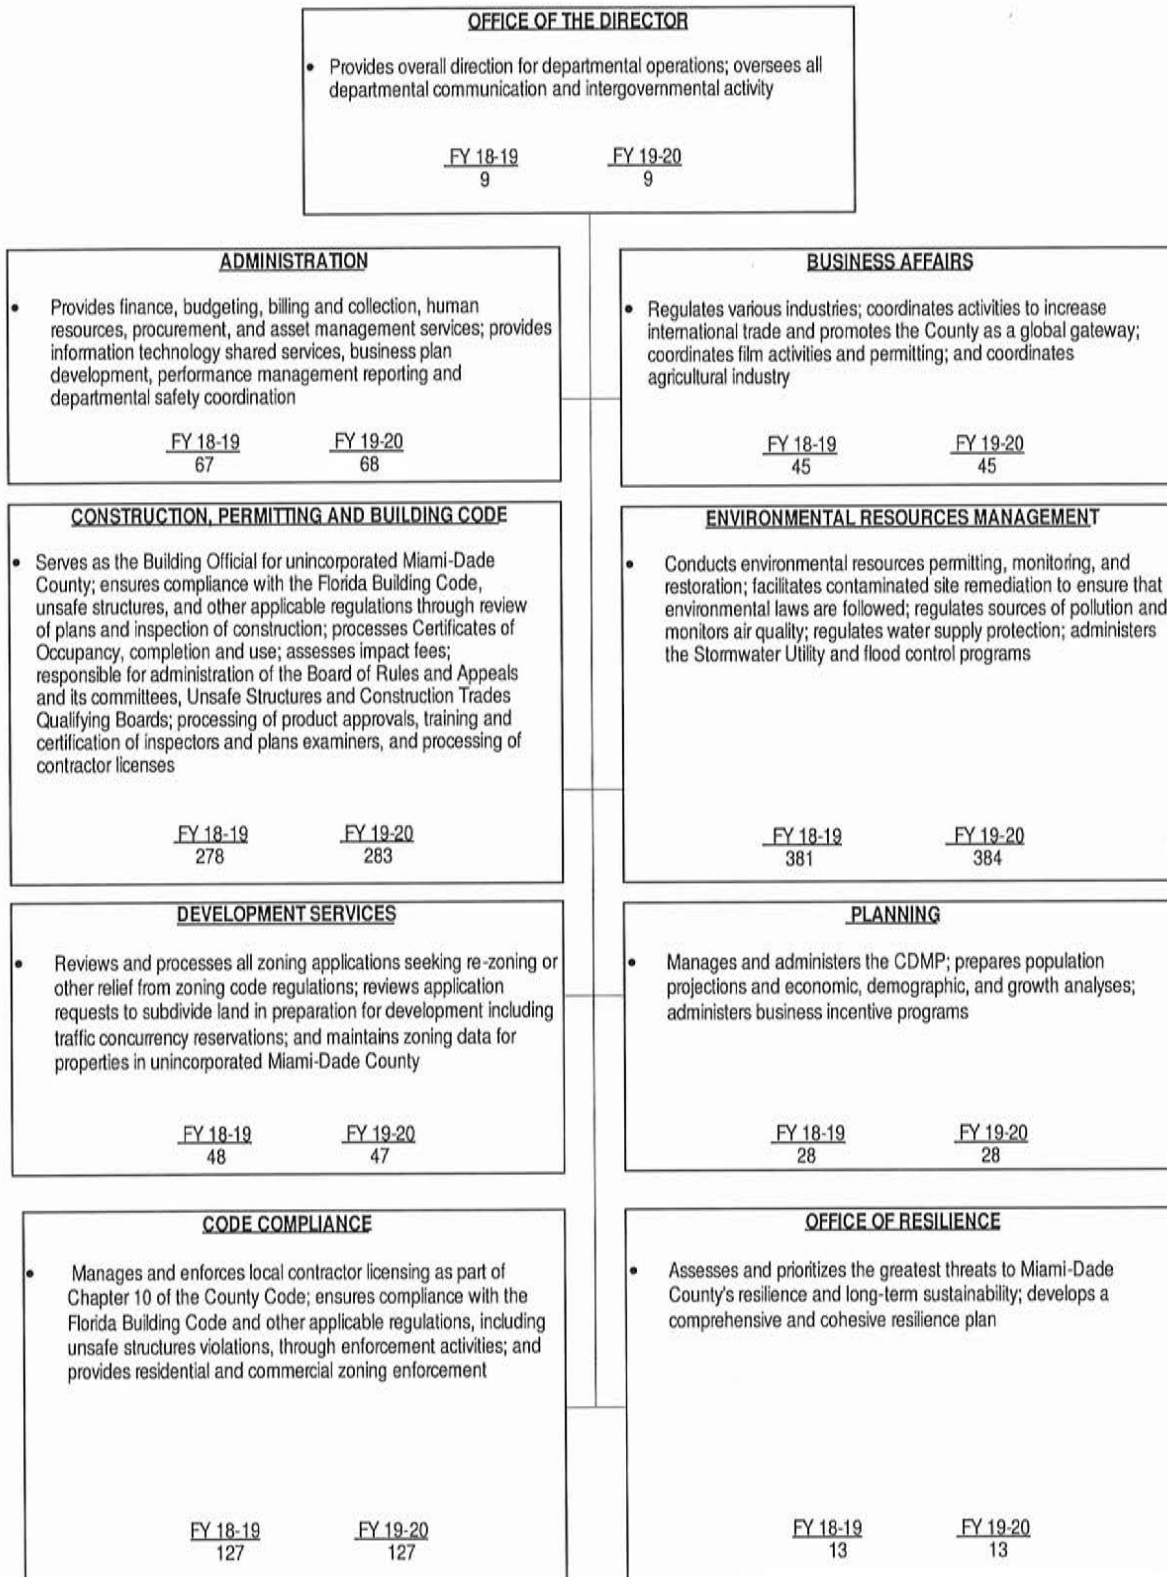 OFFICE OF THE DIRECTOR
• Provides overall direction for departmental operations; oversees all
departmental communication and intergovernmental activity
FY 18-19 FY 19-20
9 9
ADMINISTRATION
• Provides finance, budgeting, billing and collection, human
resources, procurement, and asset management services; provides
information technology shared services, business plan
development, performance management reporting and
departmental safety coordination
FY 18-19 FY 19-20
67 68
BUSINESS AFFAIRS
• Regulates various industries; coordinates activities to increase
international trade and promotes the County as a global gateway;
coordinates film activities and permitting; and coordinates
agricultural industry
FY 18-19 FY 19-20
45 45
CONSTRUCTION, PERMITTING AND BUILDING CODE
• Serves as the Building Official for unincorporated Miami-Dade
County; ensures compliance with the Florida Building Code,
unsafe structures, and other applicable regulations through review
of plans and inspection of construction; processes Certificates of
Occupancy, completion and use; assesses impact fees;
responsible for administration of the Board of Rules and Appeals
and its committees, Unsafe Structures and Construction Trades
Qualifying Boards; processing of product approvals, training and
certification of inspectors and plans examiners, and processing of
contractor licenses
FY 18-19 FY 19-20
278 283
ENVIRONMENTAL RESOURCES MANAGEMENT
• Conducts environmental resources permitting, monitoring, and
restoration; facilitates contaminated site remediation to ensure that
environmental laws are followed; regulates sources of pollution and
monitors air quality; regulates water supply protection; administers
the Stormwater Utility and flood control programs
FY 18-19 FY 19-20
381 384
DEVELOPMENT SERVICES
• Reviews and processes all zoning applications seeking re-zoning or
other relief from zoning code regulations; reviews application
requests to subdivide land in preparation for development including
traffic concurrency reservations; and maintains zoning data for
properties in unincorporated Miami-Dade County
FY 18-19 FY 19-20
48 47
PLANNING
• Manages and administers the CDMP; prepares population
projections and economic, demographic, and growth analyses;
administers business incentive programs
FY 18-19 FY 19-20
28 28
CODE COMPLIANCE
• Manages and enforces local contractor licensing as part of
Chapter 10 of the County Code; ensures compliance with the
Florida Building Code and other applicable regulations, including
unsafe structures violations, through enforcement activities; and
provides residential and commercial zoning enforcement
FY 18-19 FY 19-20
127 127
OFFICE OF RESILIENCE
• Assesses and prioritizes the greatest threats to Miami-Dade
County's resilience and long-term sustainability; develops a
comprehensive and cohesive resilience plan
FY 18-19 FY 19-20
13 13